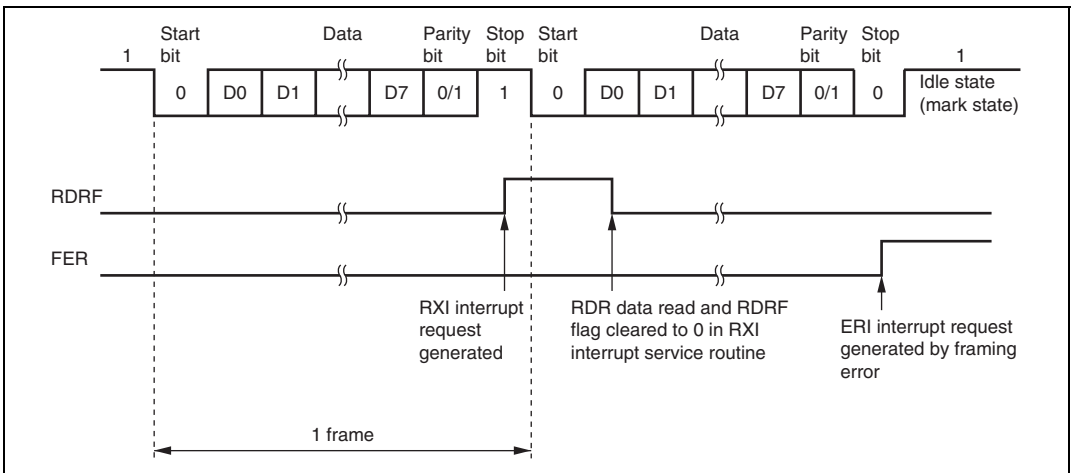 Start bit Data Parity bit Stop bit Start bit Data Parity bit Stop bit
1 0 D0 D1 D7 0/1 1 0 D0 D1 D7 0/1 0 1
Idle state
(mark state)
RDRF
FER
RXI interrupt
request
generated
RDR data read and RDRF
flag cleared to 0 in RXI
interrupt service routine
ERI interrupt request
generated by framing
error
1 frame